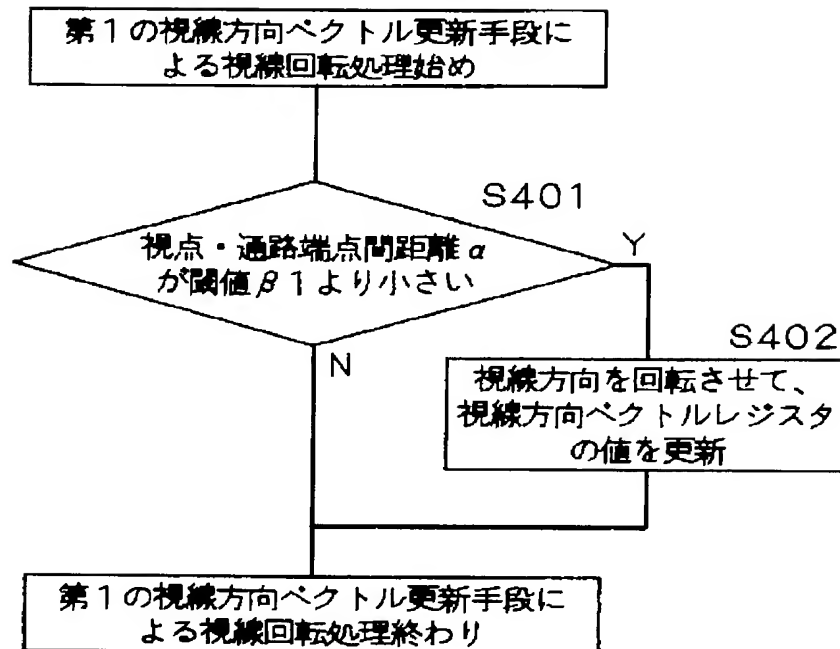 第1の視線方向ベクトル更新手段に
よる視線回転処理始め
S401
視点・通路端点間距離α
が閾値β1より小さい
Y
N
S402
視線方向を回転させて、
視線方向ベクトルレジスタ
の値を更新
第1の視線方向ベクトル更新手段に
よる視線回転処理終わり